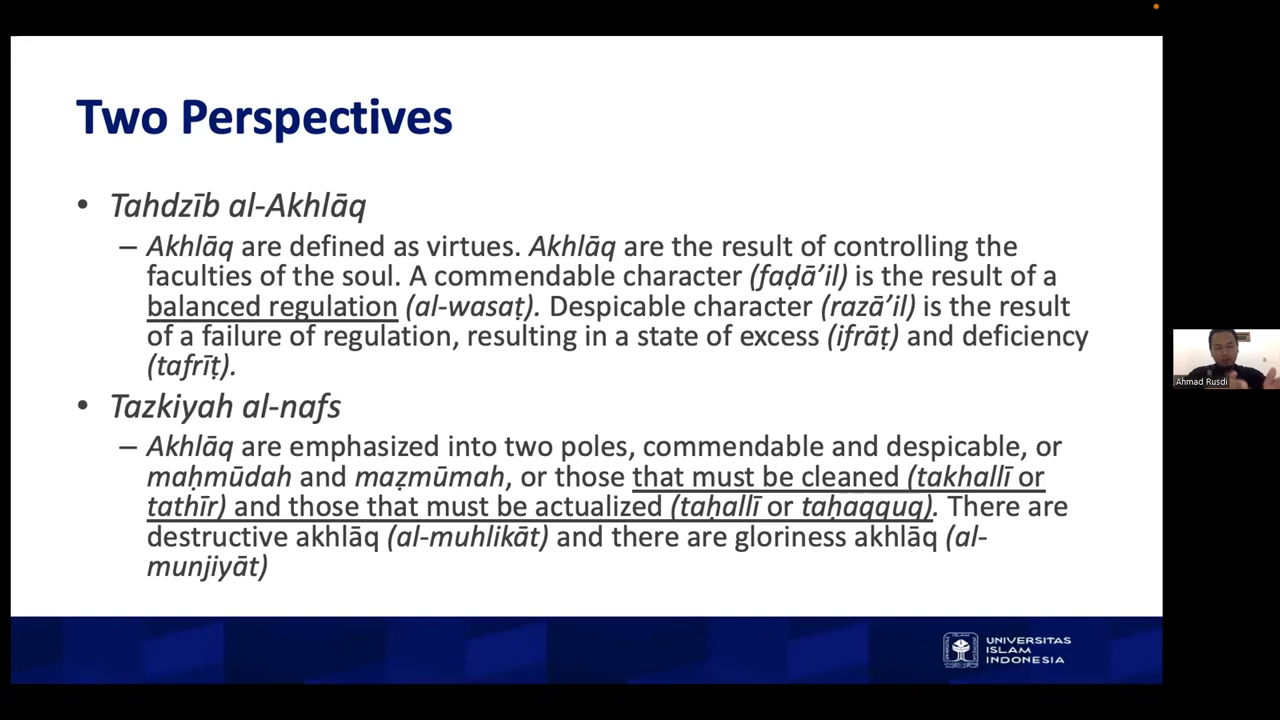 Two Perspectives
• Tahdzīb al-Akhlāq
– Akhlāq are defined as virtues. Akhlāq are the result of controlling the
faculties of the soul. A commendable character (faḍā’il) is the result of a
balanced regulation (al-wasaṭ). Despicable character (razā’il) is the result
of a failure of regulation, resulting in a state of excess (ifrāṭ) and deficiency
(tafrīṭ).
• Tazkiyah al-nafs
– Akhlāq are emphasized into two poles, commendable and despicable, or
maḥmūdah and maẓmūmah, or those that must be cleaned (takhallī or
tathīr) and those that must be actualized (taḥallī or taḥaqquq). There are
destructive akhlāq (al-muhlikāt) and there are gloriness akhlāq (al-
munjiyāt)
Ahmad Rusdi
UNIVERSITAS
ISLAM
INDONESIA